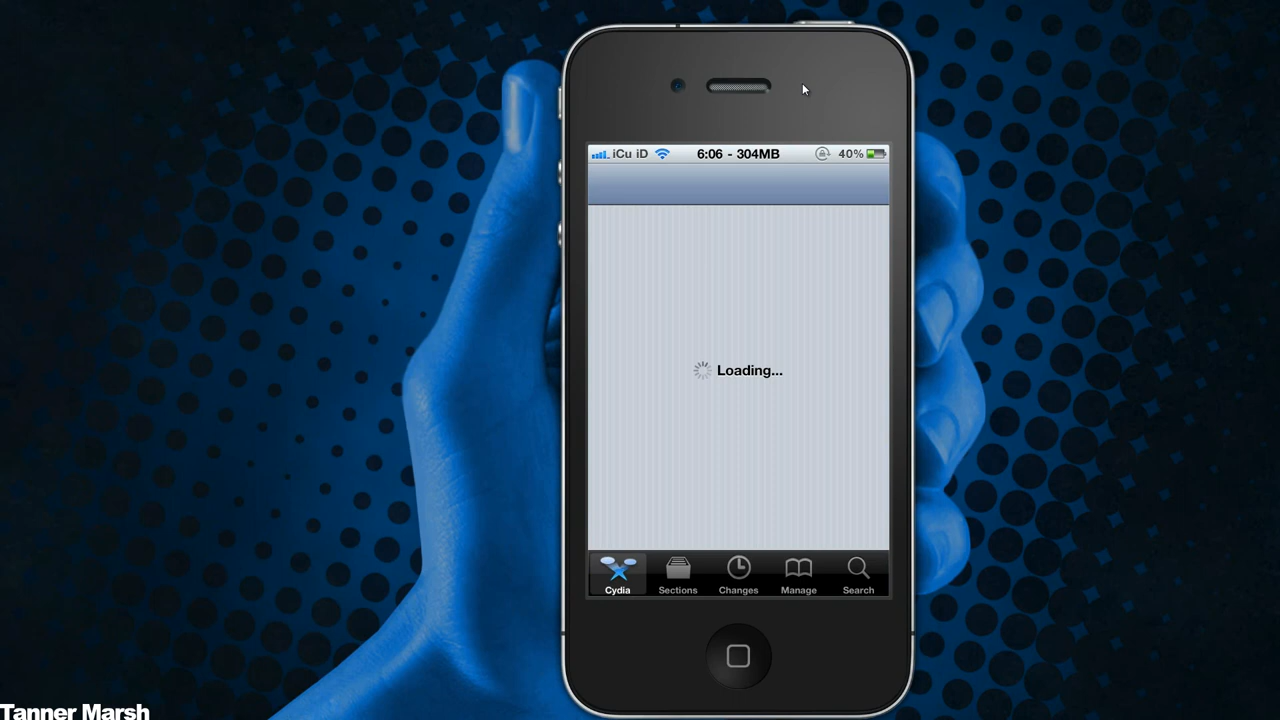 iCu iD 6:06 - 304MB 40%
Loading...
Cydia Sections Changes Manage Search
Tanner Marsh